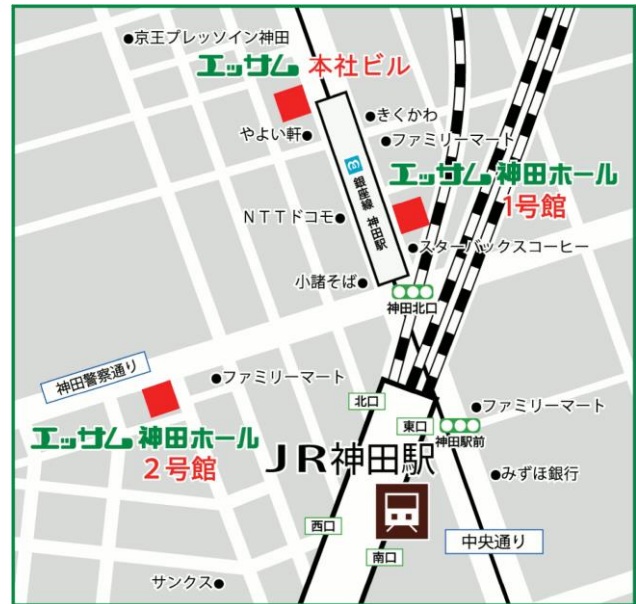 京王プレッソイン神田
エッサム 本社ビル
きくかわ
やよい軒
ファミリーマート
エッサム 神田ホール
1号館
銀座線 神田駅
NTTドコモ
スターバックスコーヒー
小諸そば
神田北口
神田警察通り
ファミリーマート
北口
東口
ファミリーマート
神田駅前
エッサム 神田ホール
2号館
JR神田駅
みずほ銀行
西口
中央通り
南口
サンクス